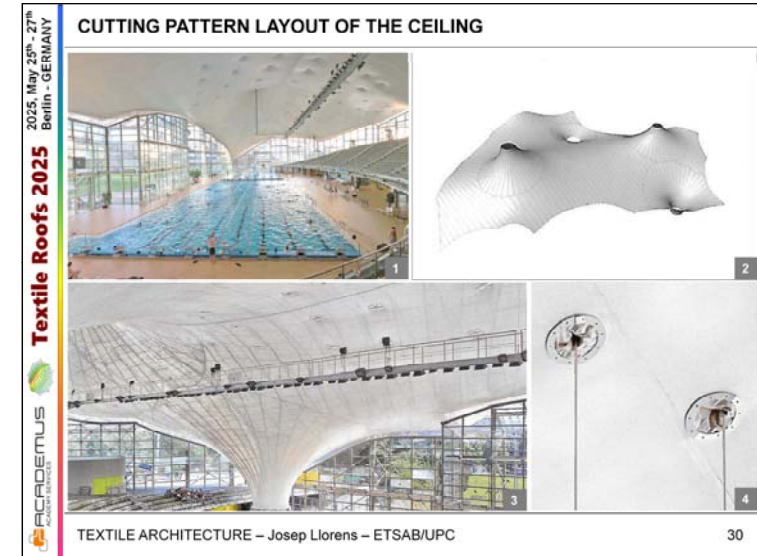 CUTTING PATTERN LAYOUT OF THE CEILING
2025, May 25th - 27th
Berlin - GERMANY
Textile Roofs 2025
ACADEMUS
ACADEMY SERVICES
1
2
3
4
TEXTILE ARCHITECTURE – Josep Llorens – ETSAB/UPC
30